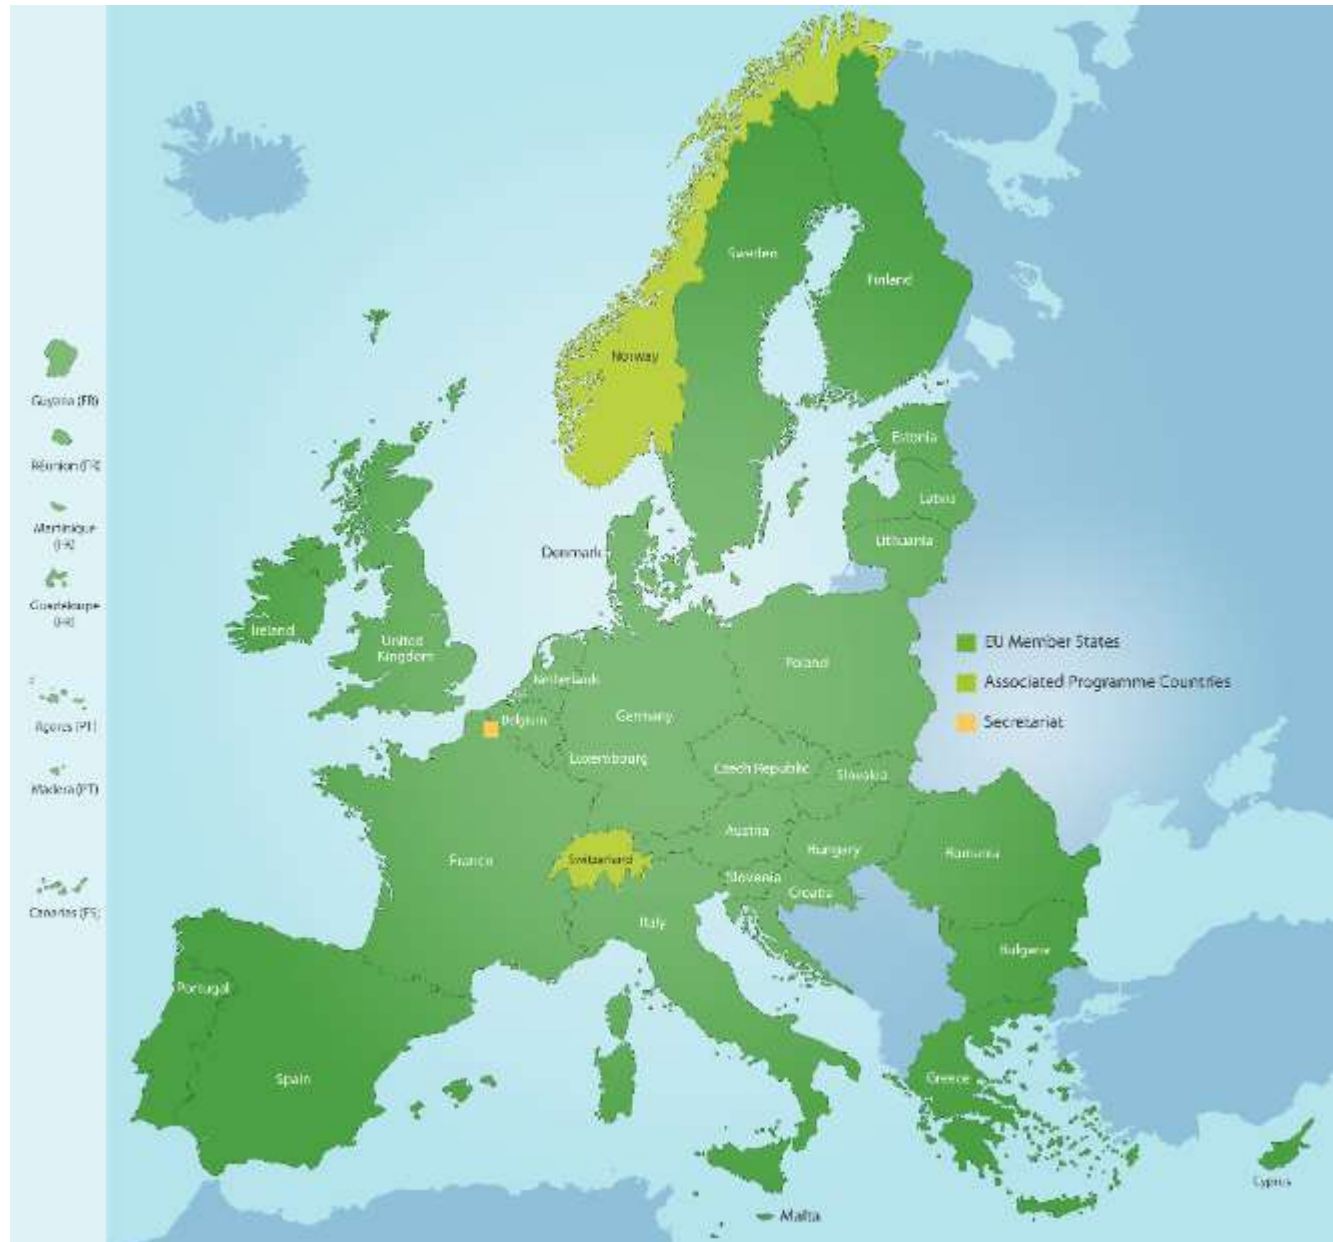 Norway
Sweden
Finland
Estonia
Latvia
Lithuania
Denmark
Ireland
United
Kingdom
Netherlands
Belgium
Germany
Poland
Luxembourg
Czech Republic
Slovakia
France
Switzerland
Austria
Hungary
Romania
Slovenia
Croatia
Italy
Bulgaria
Portugal
Spain
Greece
Malta
Cyprus
Guyana (FR)
Réunion (FR)
Martinique
(FR)
Guadeloupe
(FR)
Açores (PT)
Madera (PT)
Canarias (ES)
EU Member States
Associated Programme Countries
Secretariat